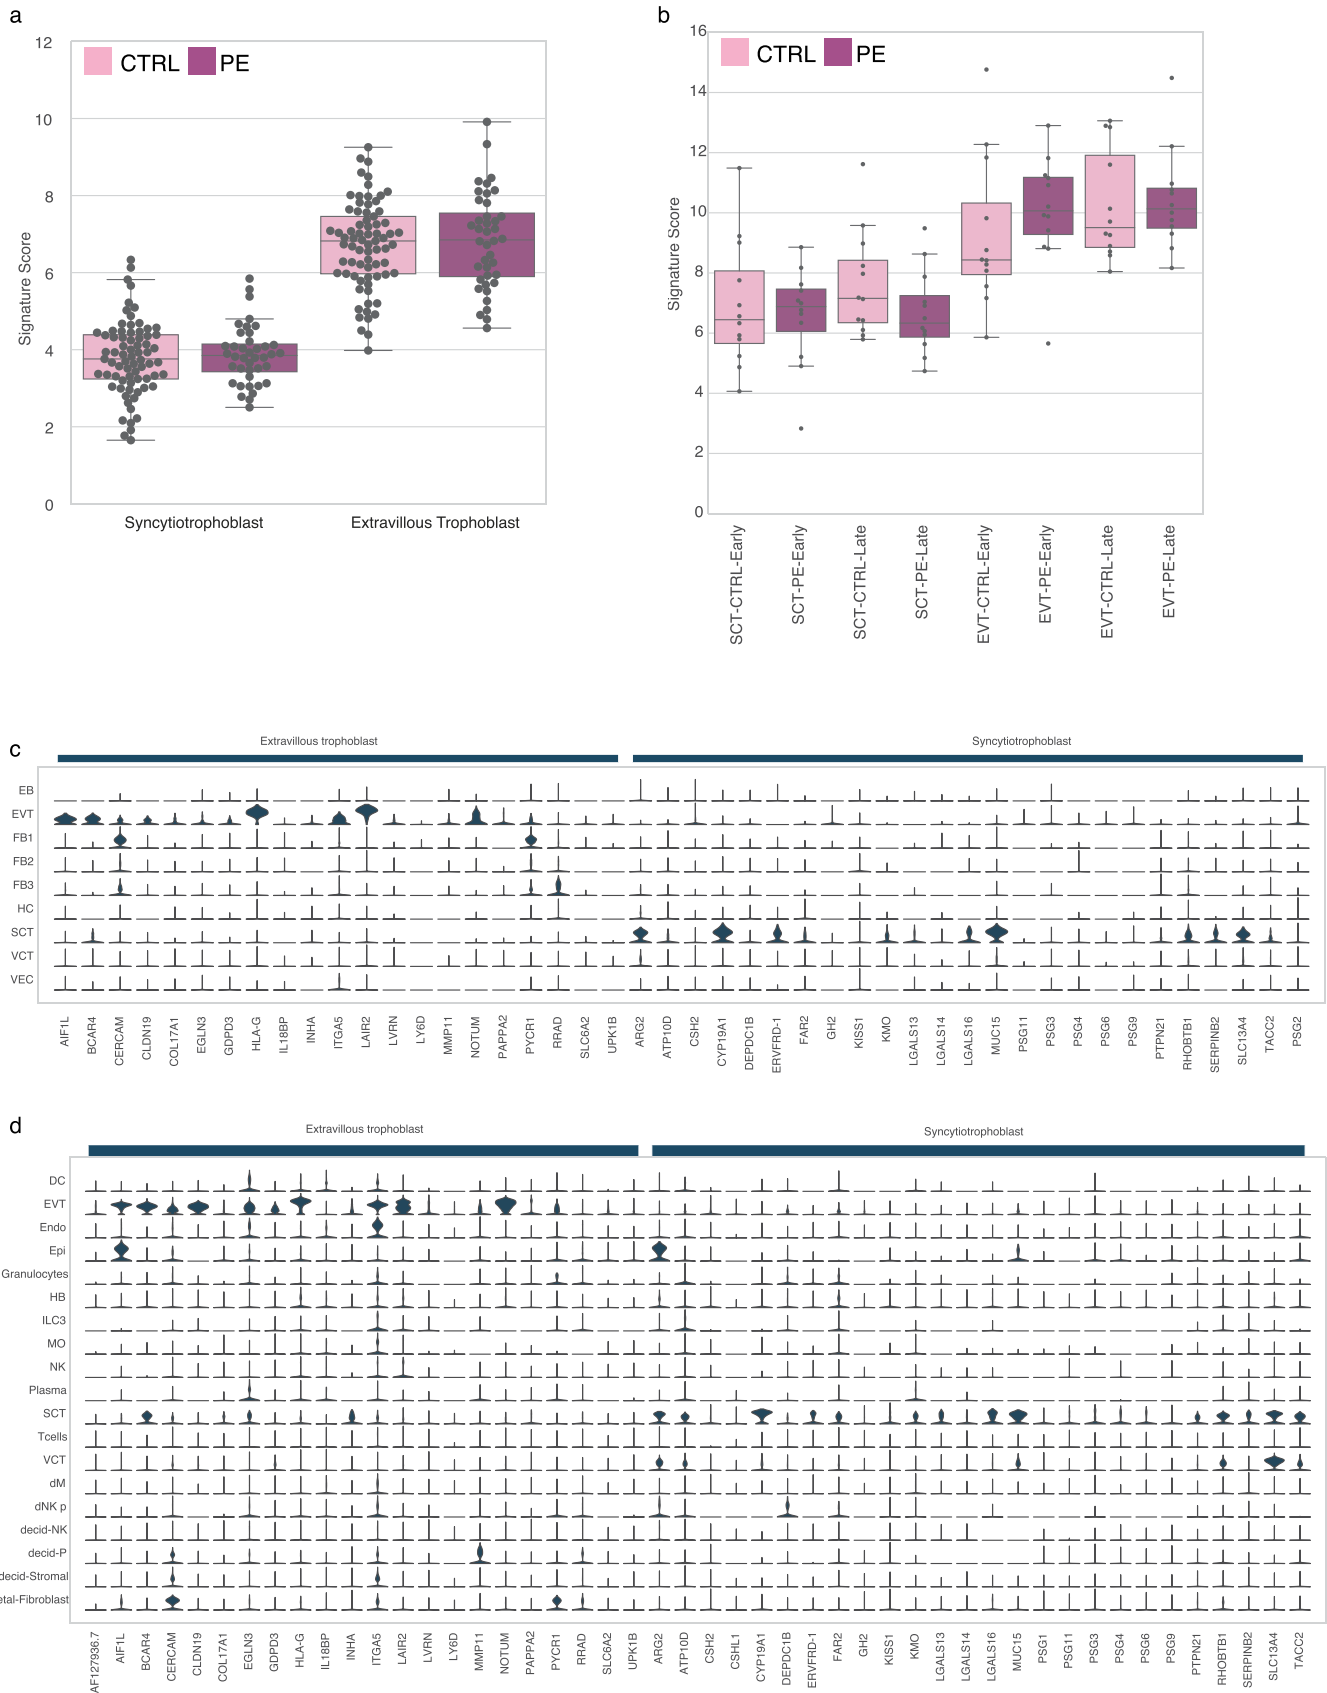 a
12
10
8
6
4
2
0
Signature Score
CTRL PE
Syncytiotrophoblast Extravillous Trophoblast
b
16
14
12
10
8
6
4
2
0
Signature Score
CTRL PE
SCT-CTRL-Early
SCT-PE-Early
SCT-CTRL-Late
SCT-PE-Late
EVT-CTRL-Early
EVT-PE-Early
EVT-CTRL-Late
EVT-PE-Late
c
Extravillous trophoblast Syncytiotrophoblast
EB
EVT
FB1
FB2
FB3
HC
SCT
VCT
VEC
AIF1L
BCAR4
CERCAM
CLDN19
COL17A1
EGLN3
GDPD3
HLA-G
IL18BP
INHA
ITGA5
LAIR2
LVRN
LY6D
MMP11
NOTUM
PAPPA2
PYCR1
RRAD
SLC6A2
UPK1B
ARG2
ATP10D
CSH2
CYP19A1
DEPDC1B
ERVFRD-1
FAR2
GH2
KISS1
KMO
LGALS13
LGALS14
LGALS16
MUC15
PSG11
PSG3
PSG4
PSG6
PSG9
PTPN21
RHOBTB1
SERPINB2
SLC13A4
TACC2
PSG2
d
Extravillous trophoblast Syncytiotrophoblast
DC
EVT
Endo
Epi
Granulocytes
HB
ILC3
MO
NK
Plasma
SCT
Tcells
VCT
dM
dNK p
decid-NK
decid-P
decid-Stromal
etal-Fibroblast
AF127936.7
AIF1L
BCAR4
CERCAM
CLDN19
COL17A1
EGLN3
GDPD3
HLA-G
IL18BP
INHA
ITGA5
LAIR2
LVRN
LY6D
MMP11
NOTUM
PAPPA2
PYCR1
RRAD
SLC6A2
UPK1B
ARG2
ATP10D
CSH2
CSHL1
CYP19A1
DEPDC1B
ERVFRD-1
FAR2
GH2
KISS1
KMO
LGALS13
LGALS14
LGALS16
MUC15
PSG1
PSG11
PSG3
PSG4
PSG6
PSG9
PTPN21
RHOBTB1
SERPINB2
SLC13A4
TACC2